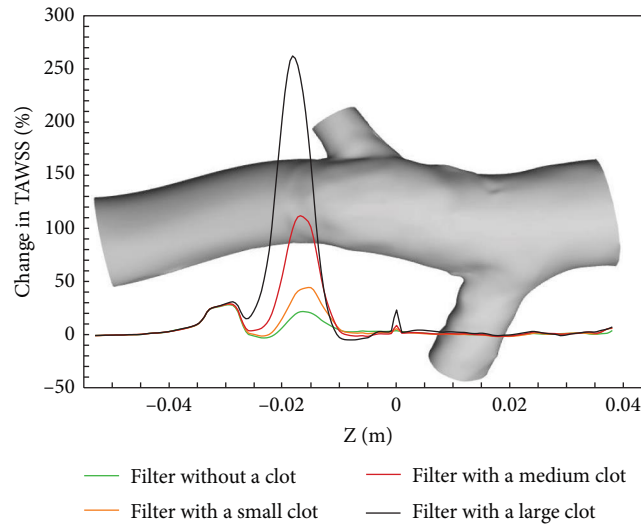 300
250
200
150
100
50
0
−50
Change in TAWSS (%)
−0.04 −0.02 0 0.02 0.04
Z (m)
Filter without a clot
Filter with a small clot
Filter with a medium clot
Filter with a large clot